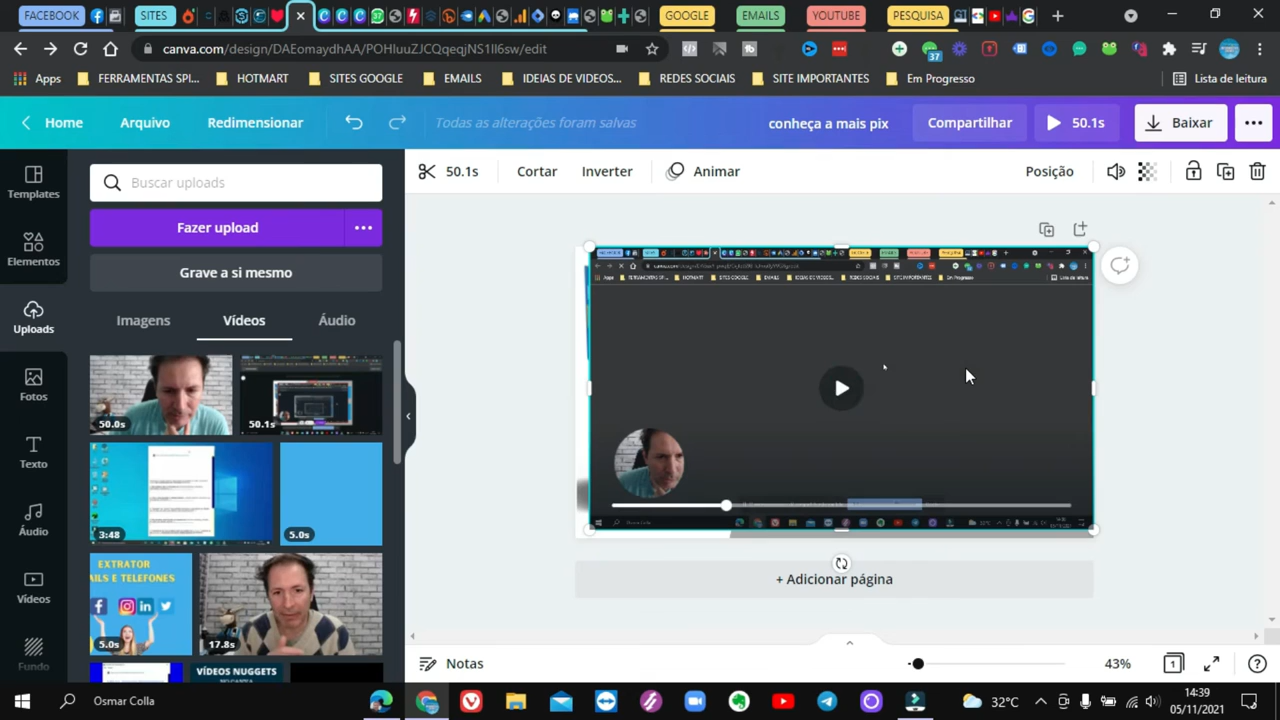 FACEBOOK
SITES
GOOGLE
EMAILS
YOUTUBE
PESQUISA
canva.com/design/DAEomaydhAA/POHluuZJCQqeqjNS1Il6sw/edit
37
Apps
FERRAMENTAS SPI...
HOTMART
SITES GOOGLE
EMAILS
IDEIAS DE VIDEOS...
REDES SOCIAIS
SITE IMPORTANTES
Em Progresso
Lista de leitura
Home
Arquivo
Redimensionar
Todas as alterações foram salvas
conheça a mais pix
Compartilhar
50.1s
Baixar
Templates
Buscar uploads
50.1s
Cortar
Inverter
Animar
Posição
Elementos
Fazer upload
Grave a si mesmo
Uploads
Imagens
Vídeos
Áudio
Fotos
50.0s
50.1s
Texto
3:48
5.0s
Áudio
EXTRATOR
AILS E TELEFONES
Vídeos
5.0s
17.8s
+ Adicionar página
Fundo
VÍDEOS NUGGETS
Notas
43%
1
Osmar Colla
32°C
14:39
05/11/2021